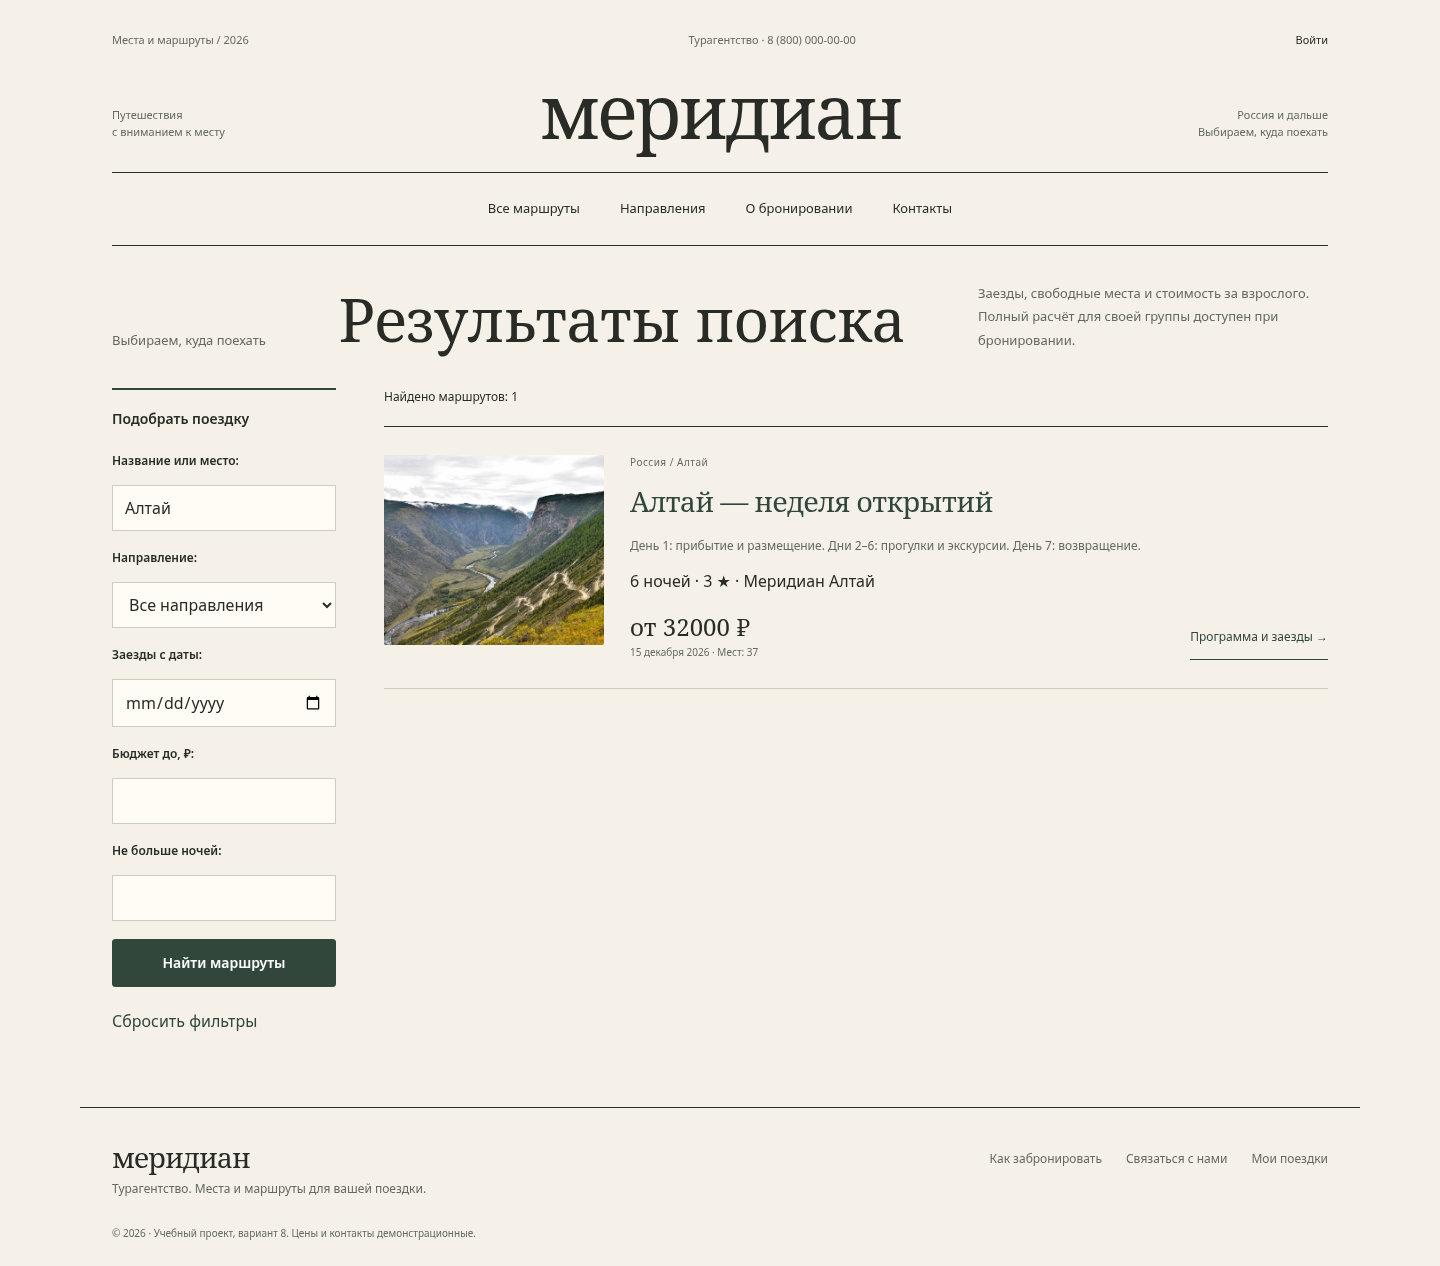 Места и маршруты / 2026
Турагентство · 8 (800) 000-00-00
Войти
Путешествия
с вниманием к месту
меридиан
Россия и дальше
Выбираем, куда поехать
Все маршруты
Направления
О бронировании
Контакты
Выбираем, куда поехать
Результаты поиска
Заезды, свободные места и стоимость за взрослого.
Полный расчёт для своей группы доступен при
бронировании.
Подобрать поездку
Название или место:
Алтай
Направление:
Все направления
Заезды с даты:
mm/dd/yyyy
Бюджет до, ₽:
Не больше ночей:
Найти маршруты
Сбросить фильтры
Найдено маршрутов: 1
Россия / Алтай
Алтай — неделя открытий
День 1: прибытие и размещение. Дни 2–6: прогулки и экскурсии. День 7: возвращение.
6 ночей · 3 ★ · Меридиан Алтай
от 32000 ₽
15 декабря 2026 · Мест: 37
Программа и заезды →
меридиан
Турагентство. Места и маршруты для вашей поездки.
Как забронировать
Связаться с нами
Мои поездки
© 2026 · Учебный проект, вариант 8. Цены и контакты демонстрационные.